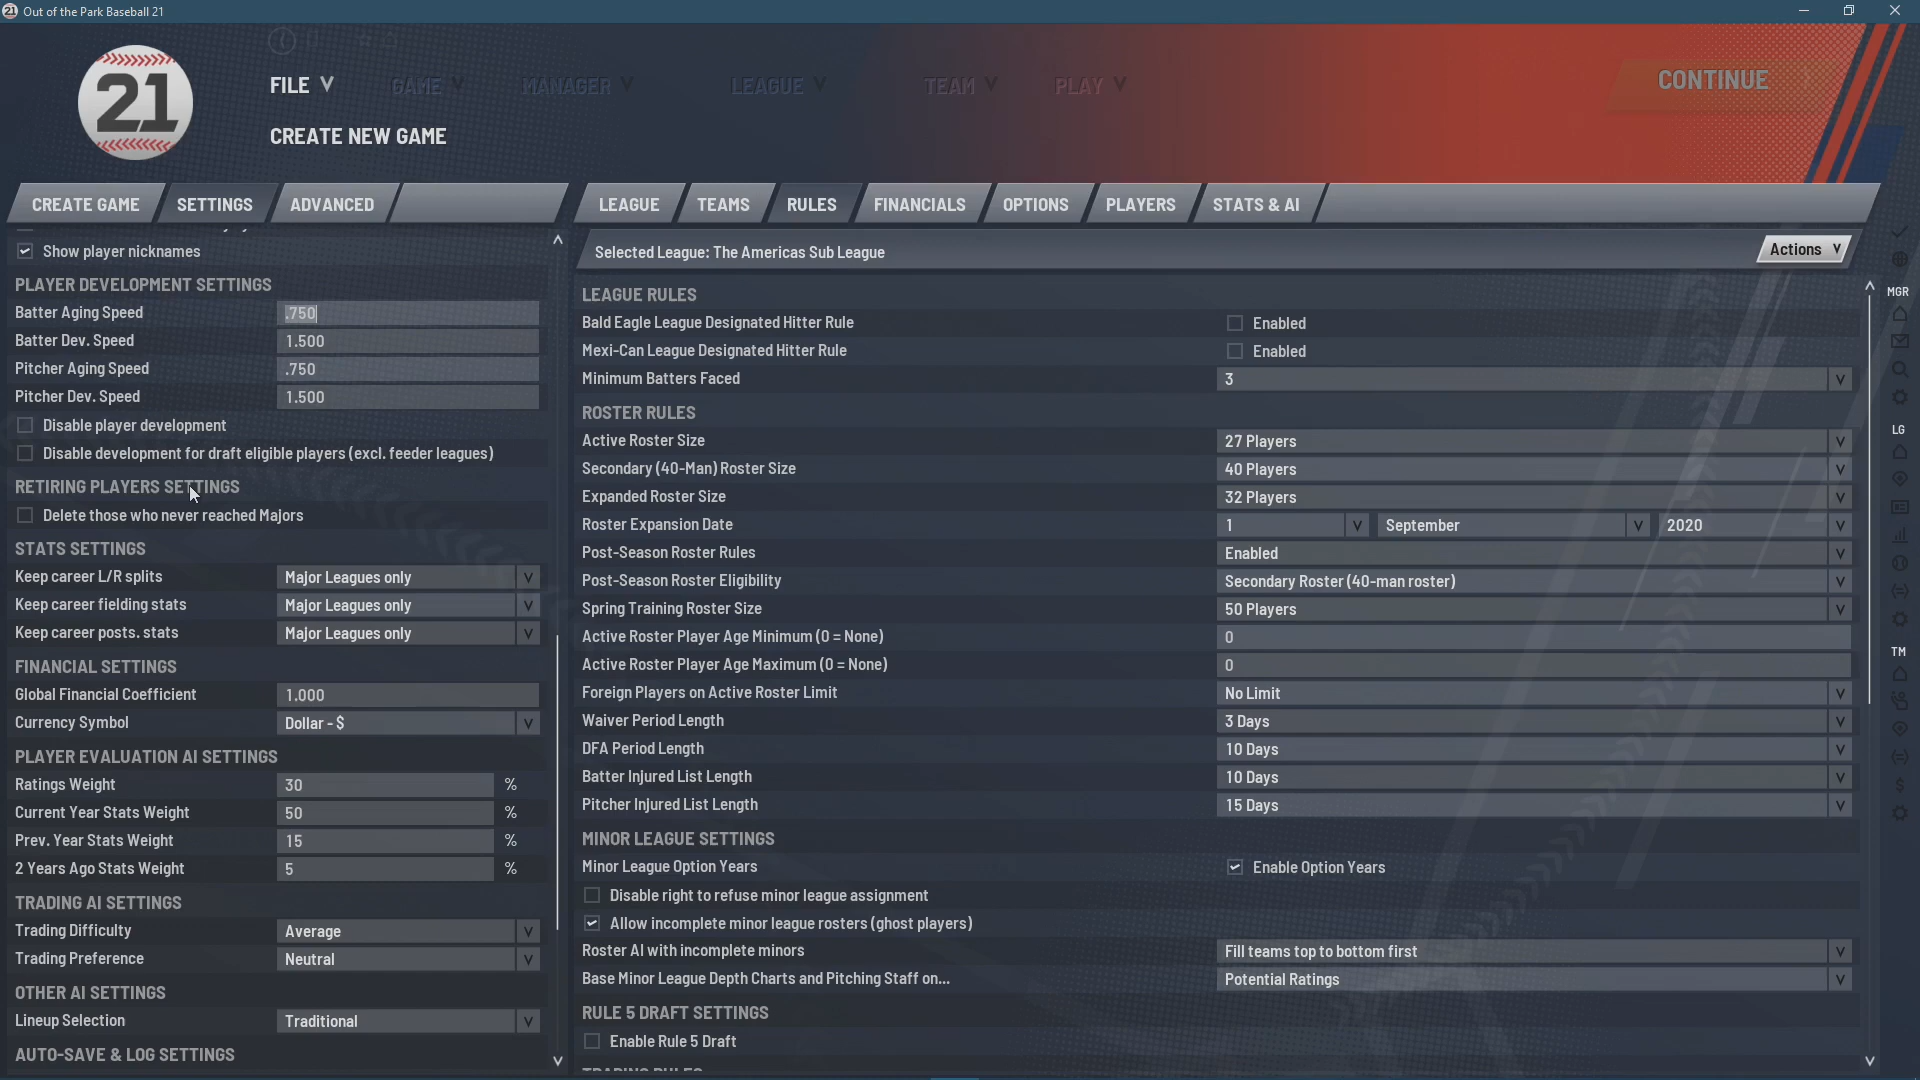 21 Out of the Park Baseball 21
21
FILE
GAME
MANAGER
LEAGUE
TEAM
PLAY
CONTINUE
CREATE NEW GAME
CREATE GAME
SETTINGS
ADVANCED
LEAGUE
TEAMS
RULES
FINANCIALS
OPTIONS
PLAYERS
STATS & AI
Show player nicknames
PLAYER DEVELOPMENT SETTINGS
Batter Aging Speed .750
Batter Dev. Speed 1.500
Pitcher Aging Speed .750
Pitcher Dev. Speed 1.500
Disable player development
Disable development for draft eligible players (excl. feeder leagues)
RETIRING PLAYERS SETTINGS
Delete those who never reached Majors
STATS SETTINGS
Keep career L/R splits Major Leagues only
Keep career fielding stats Major Leagues only
Keep career posts. stats Major Leagues only
FINANCIAL SETTINGS
Global Financial Coefficient 1.000
Currency Symbol Dollar - $
PLAYER EVALUATION AI SETTINGS
Ratings Weight 30 %
Current Year Stats Weight 50 %
Prev. Year Stats Weight 15 %
2 Years Ago Stats Weight 5 %
TRADING AI SETTINGS
Trading Difficulty Average
Trading Preference Neutral
OTHER AI SETTINGS
Lineup Selection Traditional
AUTO-SAVE & LOG SETTINGS
Selected League: The Americas Sub League
Actions
LEAGUE RULES
Bald Eagle League Designated Hitter Rule Enabled
Mexi-Can League Designated Hitter Rule Enabled
Minimum Batters Faced 3
ROSTER RULES
Active Roster Size 27 Players
Secondary (40-Man) Roster Size 40 Players
Expanded Roster Size 32 Players
Roster Expansion Date 1 September 2020
Post-Season Roster Rules Enabled
Post-Season Roster Eligibility Secondary Roster (40-man roster)
Spring Training Roster Size 50 Players
Active Roster Player Age Minimum (0 = None) 0
Active Roster Player Age Maximum (0 = None) 0
Foreign Players on Active Roster Limit No Limit
Waiver Period Length 3 Days
DFA Period Length 10 Days
Batter Injured List Length 10 Days
Pitcher Injured List Length 15 Days
MINOR LEAGUE SETTINGS
Minor League Option Years Enable Option Years
Disable right to refuse minor league assignment
Allow incomplete minor league rosters (ghost players)
Roster AI with incomplete minors Fill teams top to bottom first
Base Minor League Depth Charts and Pitching Staff on... Potential Ratings
RULE 5 DRAFT SETTINGS
Enable Rule 5 Draft
TRADING RULES
MGR
LG
TM